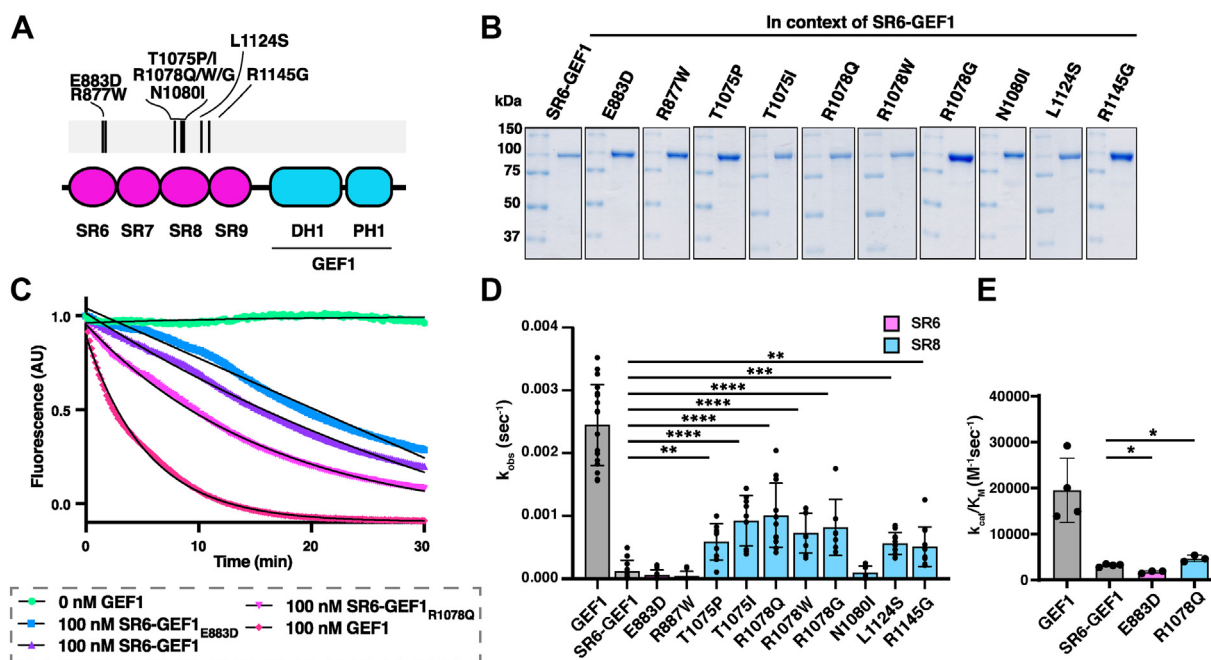 A
L1124S
T1075P/I
R1078Q/W/G
N1080I
R1145G
E883D
R877W
SR6 SR7 SR8 SR9 DH1 PH1
GEF1
B
In context of SR6-GEF1
kDa SR6-GEF1 E883D R877W T1075P T1075I R1078Q R1078W R1078G N1080I L1124S R1145G
150
100
75
50
37
C
Fluorescence (AU)
1.0
0.5
0.0
0 10 20 30
Time (min)
0 nM GEF1
100 nM SR6-GEF1E883D
100 nM SR6-GEF1
100 nM SR6-GEF1R1078Q
100 nM GEF1
D
SR6
SR8
kobs (sec⁻¹)
0.004
0.003
0.002
0.001
0.000
**
***
****
****
****
****
**
GEF1 SR6-GEF1 E883D R877W T1075P T1075I R1078Q R1078W R1078G N1080I L1124S R1145G
E
kcat/KM (M⁻¹sec⁻¹)
40000
30000
20000
10000
0
*
*
GEF1 SR6-GEF1 E883D R1078Q